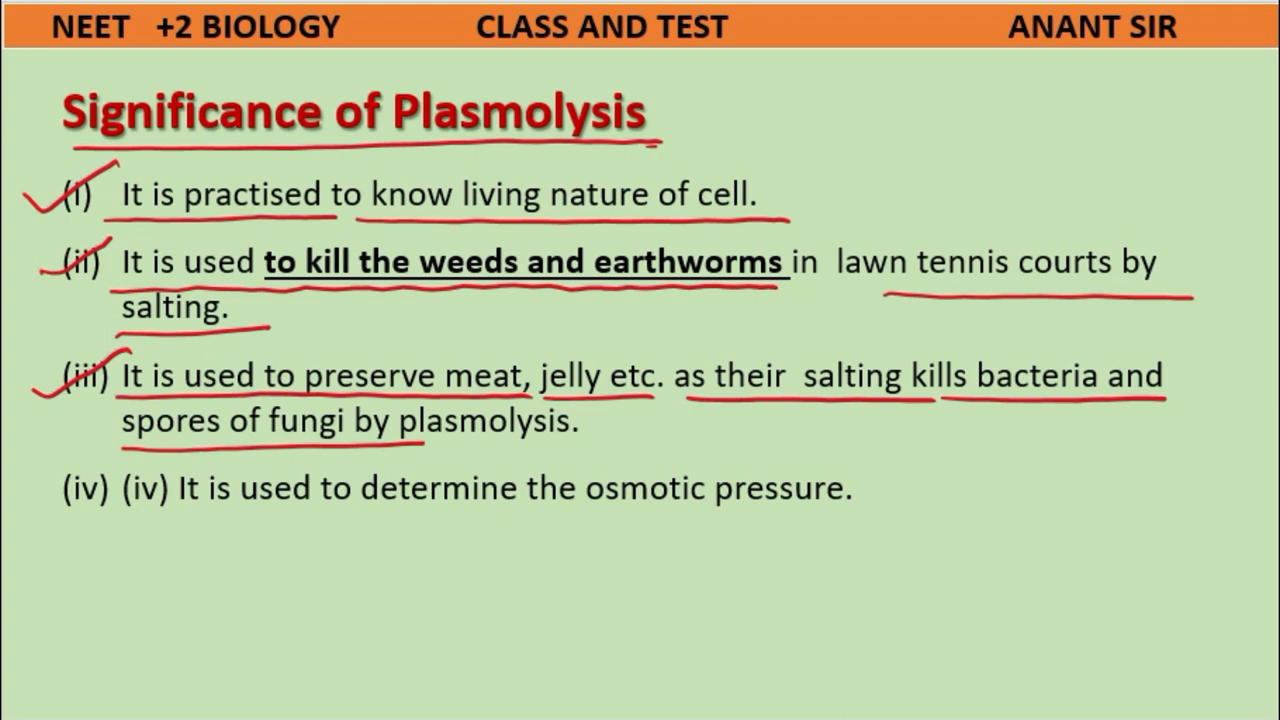 NEET +2 BIOLOGY CLASS AND TEST ANANT SIR
Significance of Plasmolysis
(i) It is practised to know living nature of cell.
(ii) It is used to kill the weeds and earthworms in lawn tennis courts by
salting.
(iii) It is used to preserve meat, jelly etc. as their salting kills bacteria and
spores of fungi by plasmolysis.
(iv) (iv) It is used to determine the osmotic pressure.